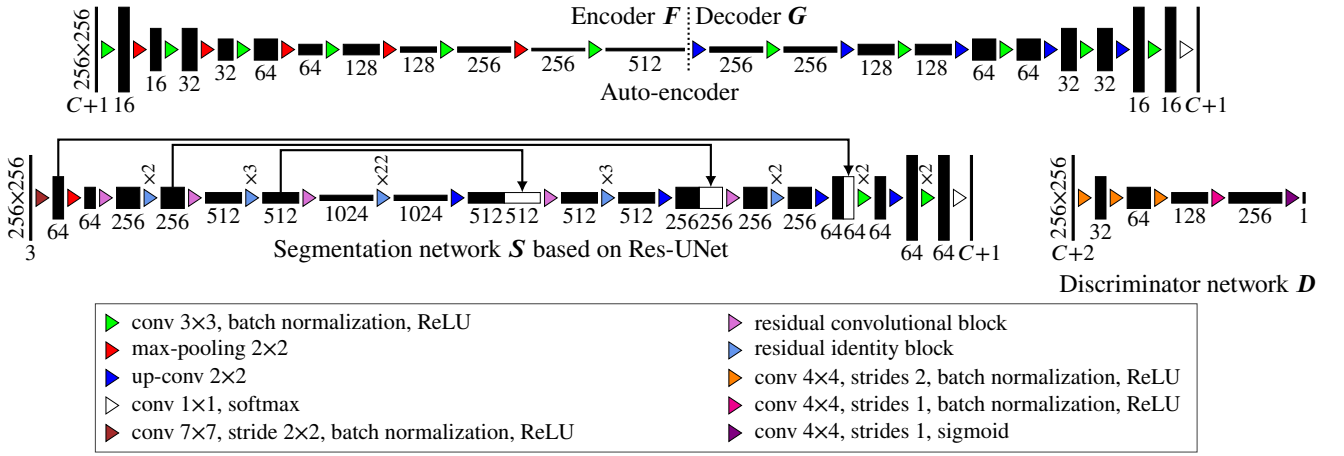 Encoder F Decoder G
256×256
C+1 16 16 32 32 64 64 128 128 256 256 512 256 256 128 128 64 64 32 32 16 16 C+1
Auto-encoder
256×256
×2 ×3 ×22 ×3 ×2 ×2 ×2
3 64 64 256 256 512 512 1024 1024 512 512 512 512 256 256 256 256 64 64 64 64 64 C+1
Segmentation network S based on Res-UNet
256×256
C+2 32 64 128 256 1
Discriminator network D
conv 3×3, batch normalization, ReLU
max-pooling 2×2
up-conv 2×2
conv 1×1, softmax
conv 7×7, stride 2×2, batch normalization, ReLU
residual convolutional block
residual identity block
conv 4×4, strides 2, batch normalization, ReLU
conv 4×4, strides 1, batch normalization, ReLU
conv 4×4, strides 1, sigmoid